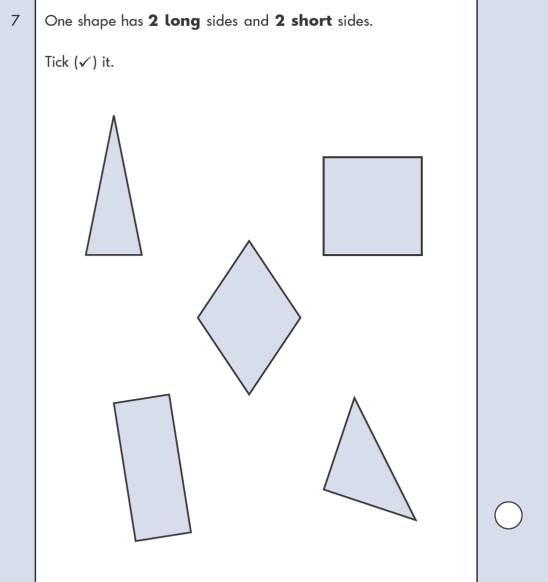 7 One shape has 2 long sides and 2 short sides.
Tick (✓) it.